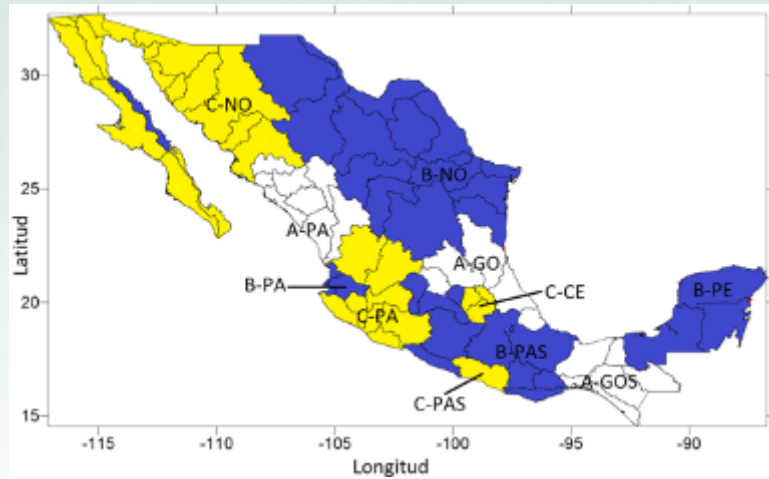 30
25
20
15
Latitud
C-NO
B-NO
A-PA
A-GO
B-PA
C-CE
B-PE
C-PA
B-PAS
A-GOS
C-PAS
-115
-110
-105
-100
-95
-90
Longitud